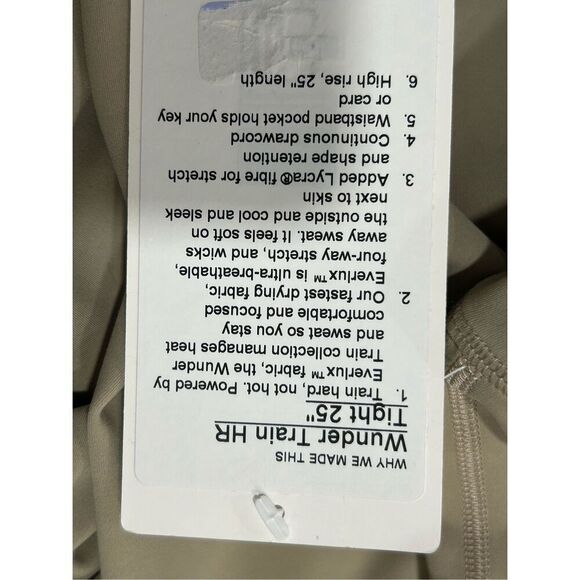 WHY WE MADE THIS
Wunder Train HR
Tight 25"
1. Train hard, not hot. Powered by
Everlux™ fabric, the Wunder
Train collection manages heat
and sweat so you stay
comfortable and focused
2. Our fastest drying fabric,
Everlux™ is ultra-breathable,
four-way stretch, and wicks
away sweat. It feels soft on
the outside and cool and sleek
next to skin
3. Added Lycra® fibre for stretch
and shape retention
4. Continuous drawcord
5. Waistband pocket holds your key
or card
6. High rise, 25" length